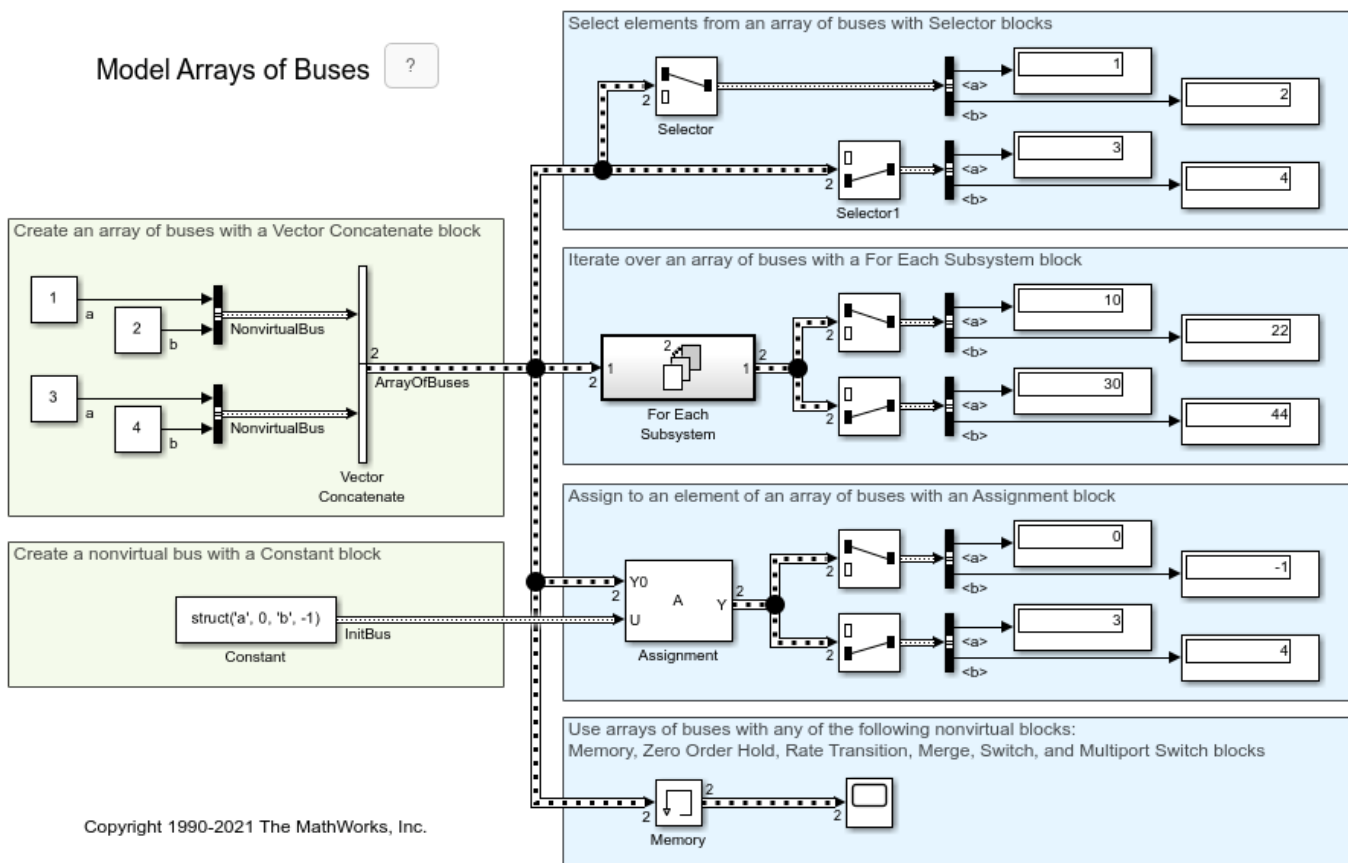 Model Arrays of Buses
?
Create an array of buses with a Vector Concatenate block
1
a
2
b
NonvirtualBus
3
a
4
b
NonvirtualBus
2
ArrayOfBuses
Vector
Concatenate
Create a nonvirtual bus with a Constant block
struct('a', 0, 'b', -1)
InitBus
Constant
Select elements from an array of buses with Selector blocks
2
Selector
<a>
<b>
1
2
2
Selector1
<a>
<b>
3
4
Iterate over an array of buses with a For Each Subsystem block
2
1
2
1
2
For Each
Subsystem
2
<a>
<b>
10
22
2
<a>
<b>
30
44
Assign to an element of an array of buses with an Assignment block
Y0
2
A
Y
2
U
Assignment
2
<a>
<b>
0
-1
2
<a>
<b>
3
4
Use arrays of buses with any of the following nonvirtual blocks:
Memory, Zero Order Hold, Rate Transition, Merge, Switch, and Multiport Switch blocks
2
2
2
Memory
Copyright 1990-2021 The MathWorks, Inc.